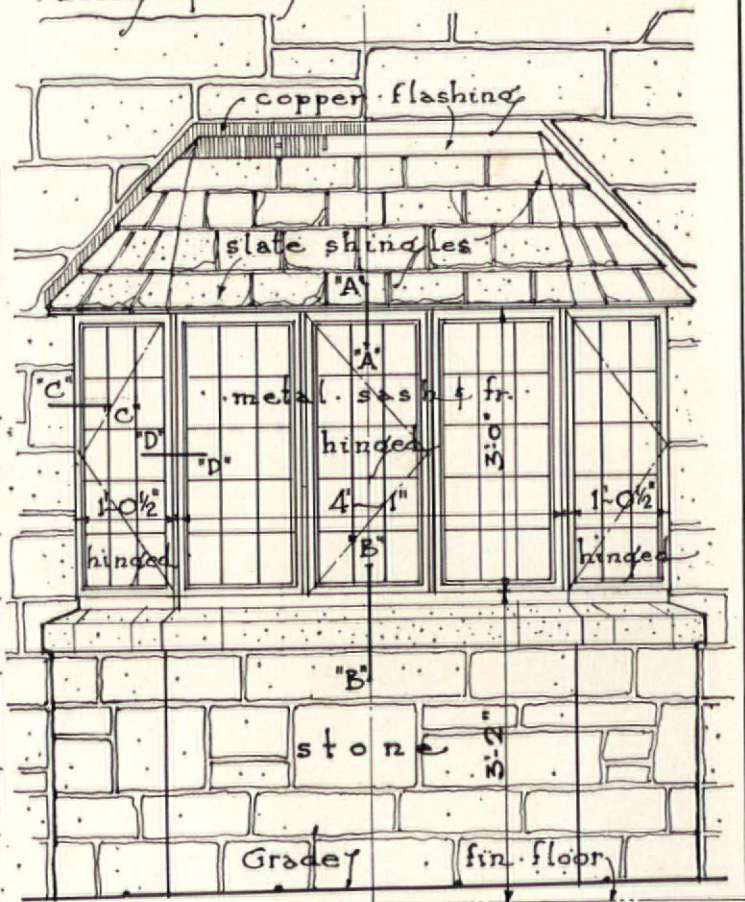 copper flashing
slate shingles
"A"
"A"
"C"
"C"
metal sash & fr.
"D"
"D"
hinged
3'-0"
1'-0½"
4'-1"
1'-0½"
"B"
hinged
hinged
"B"
stone
3'-2"
Grade
fin. floor